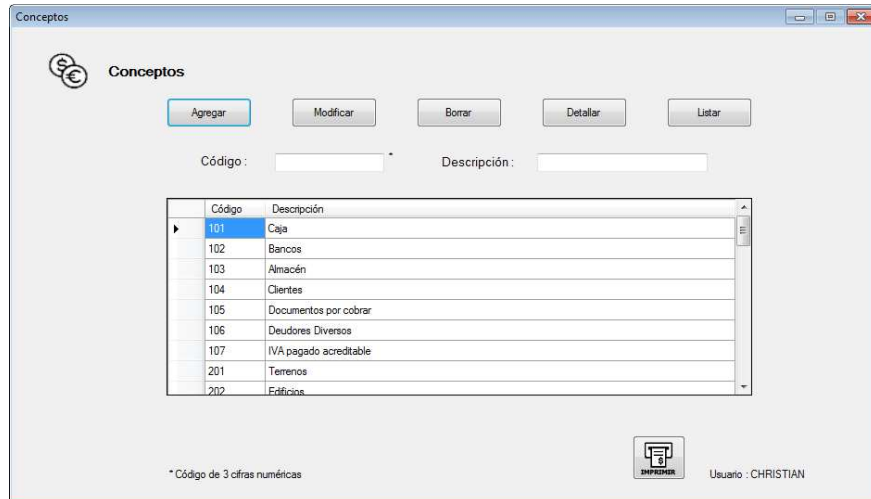 Conceptos
Conceptos
Agregar Modificar Borrar Detallar Listar
Código : * Descripción :
Código Descripción
101 Caja
102 Bancos
103 Almacén
104 Clientes
105 Documentos por cobrar
106 Deudores Diversos
107 IVA pagado acreditable
201 Terrenos
202 Edificios
IMPRIMIR
* Código de 3 cifras numéricas Usuario : CHRISTIAN